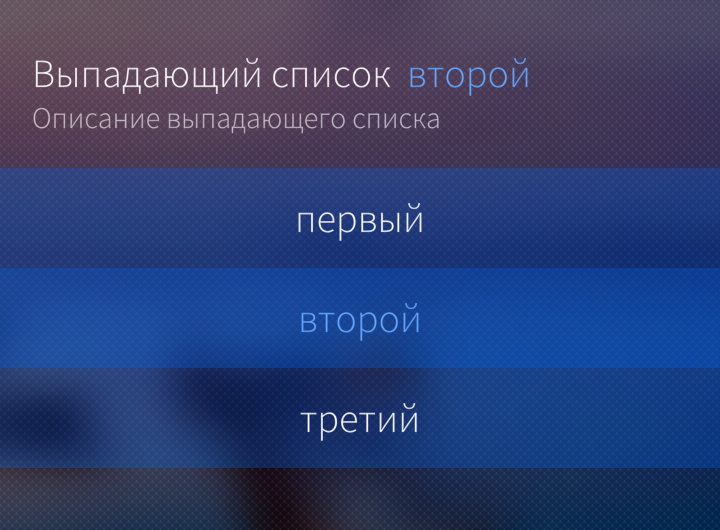 Выпадающий список второй
Описание выпадающего списка
первый
второй
третий